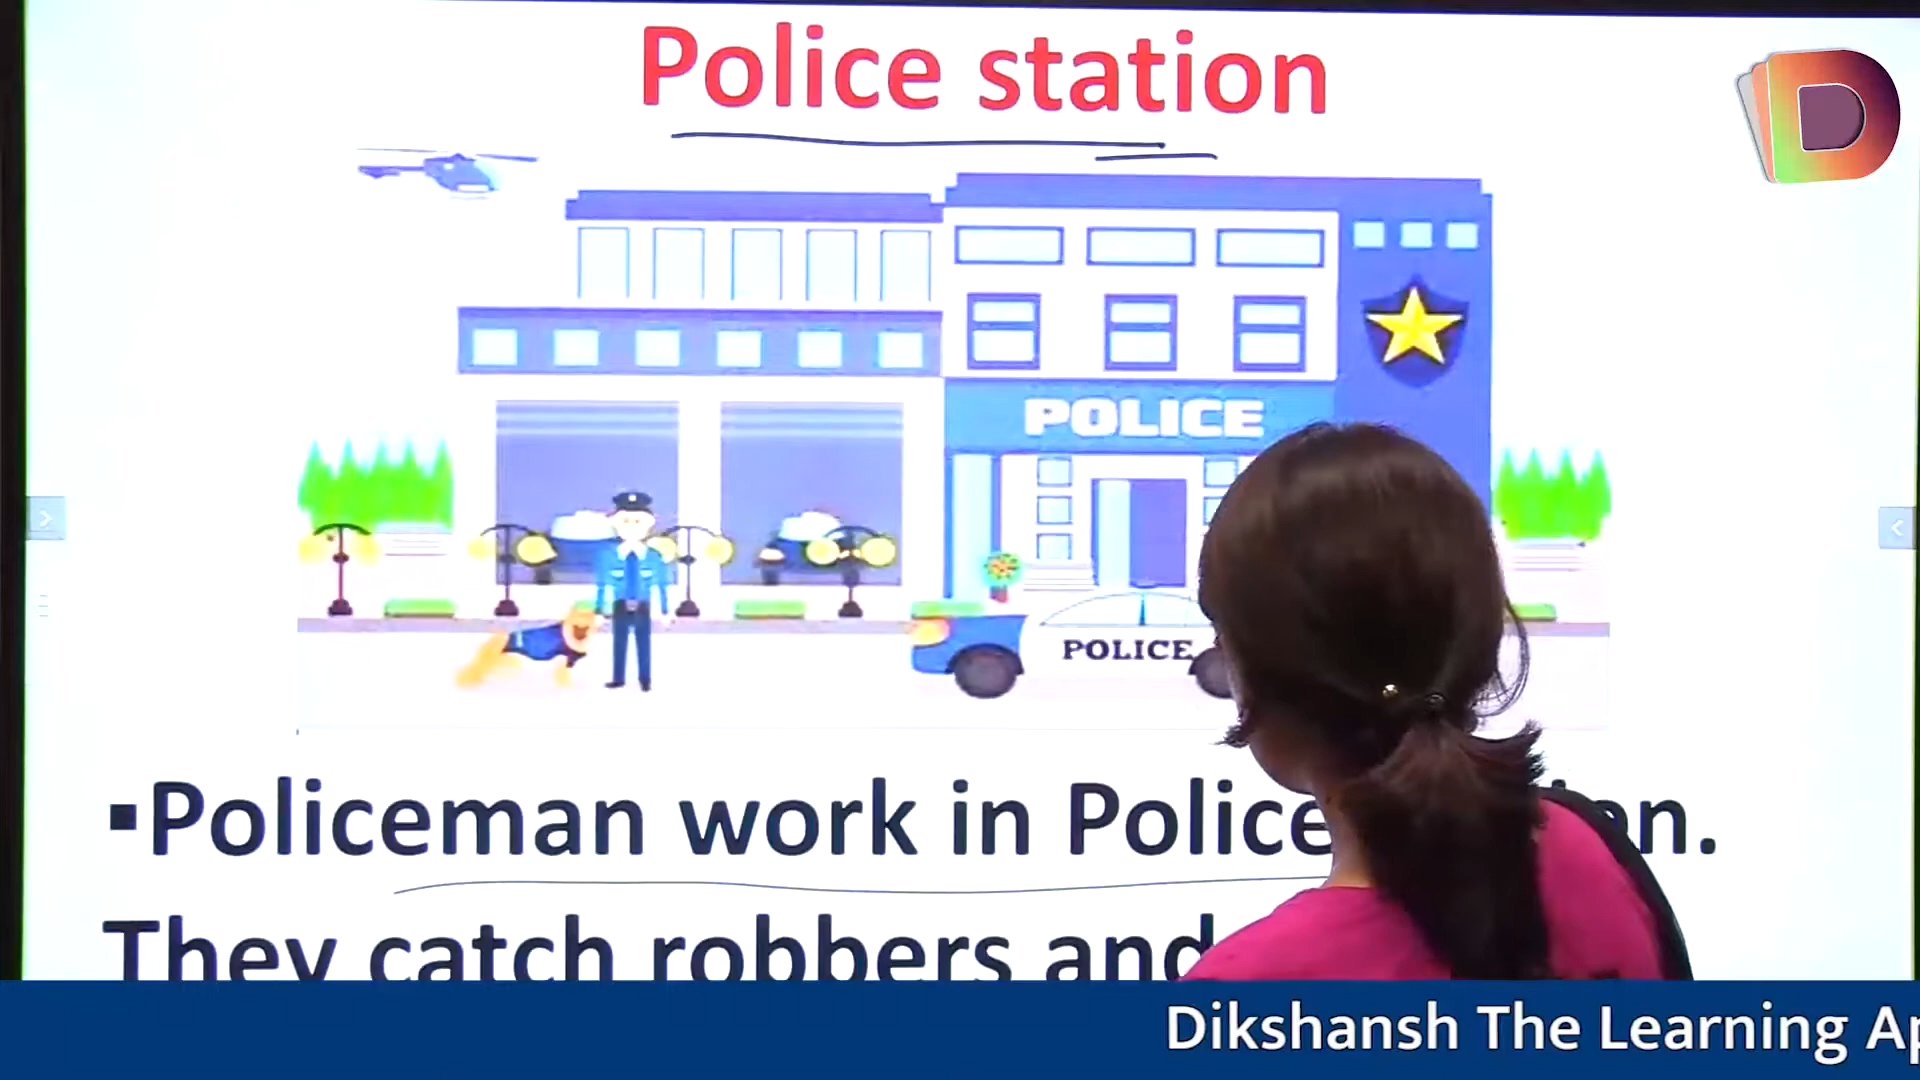 Police station
POLICE
POLICE
▪Policeman work in Police
They catch robbers and
Dikshansh The Learning